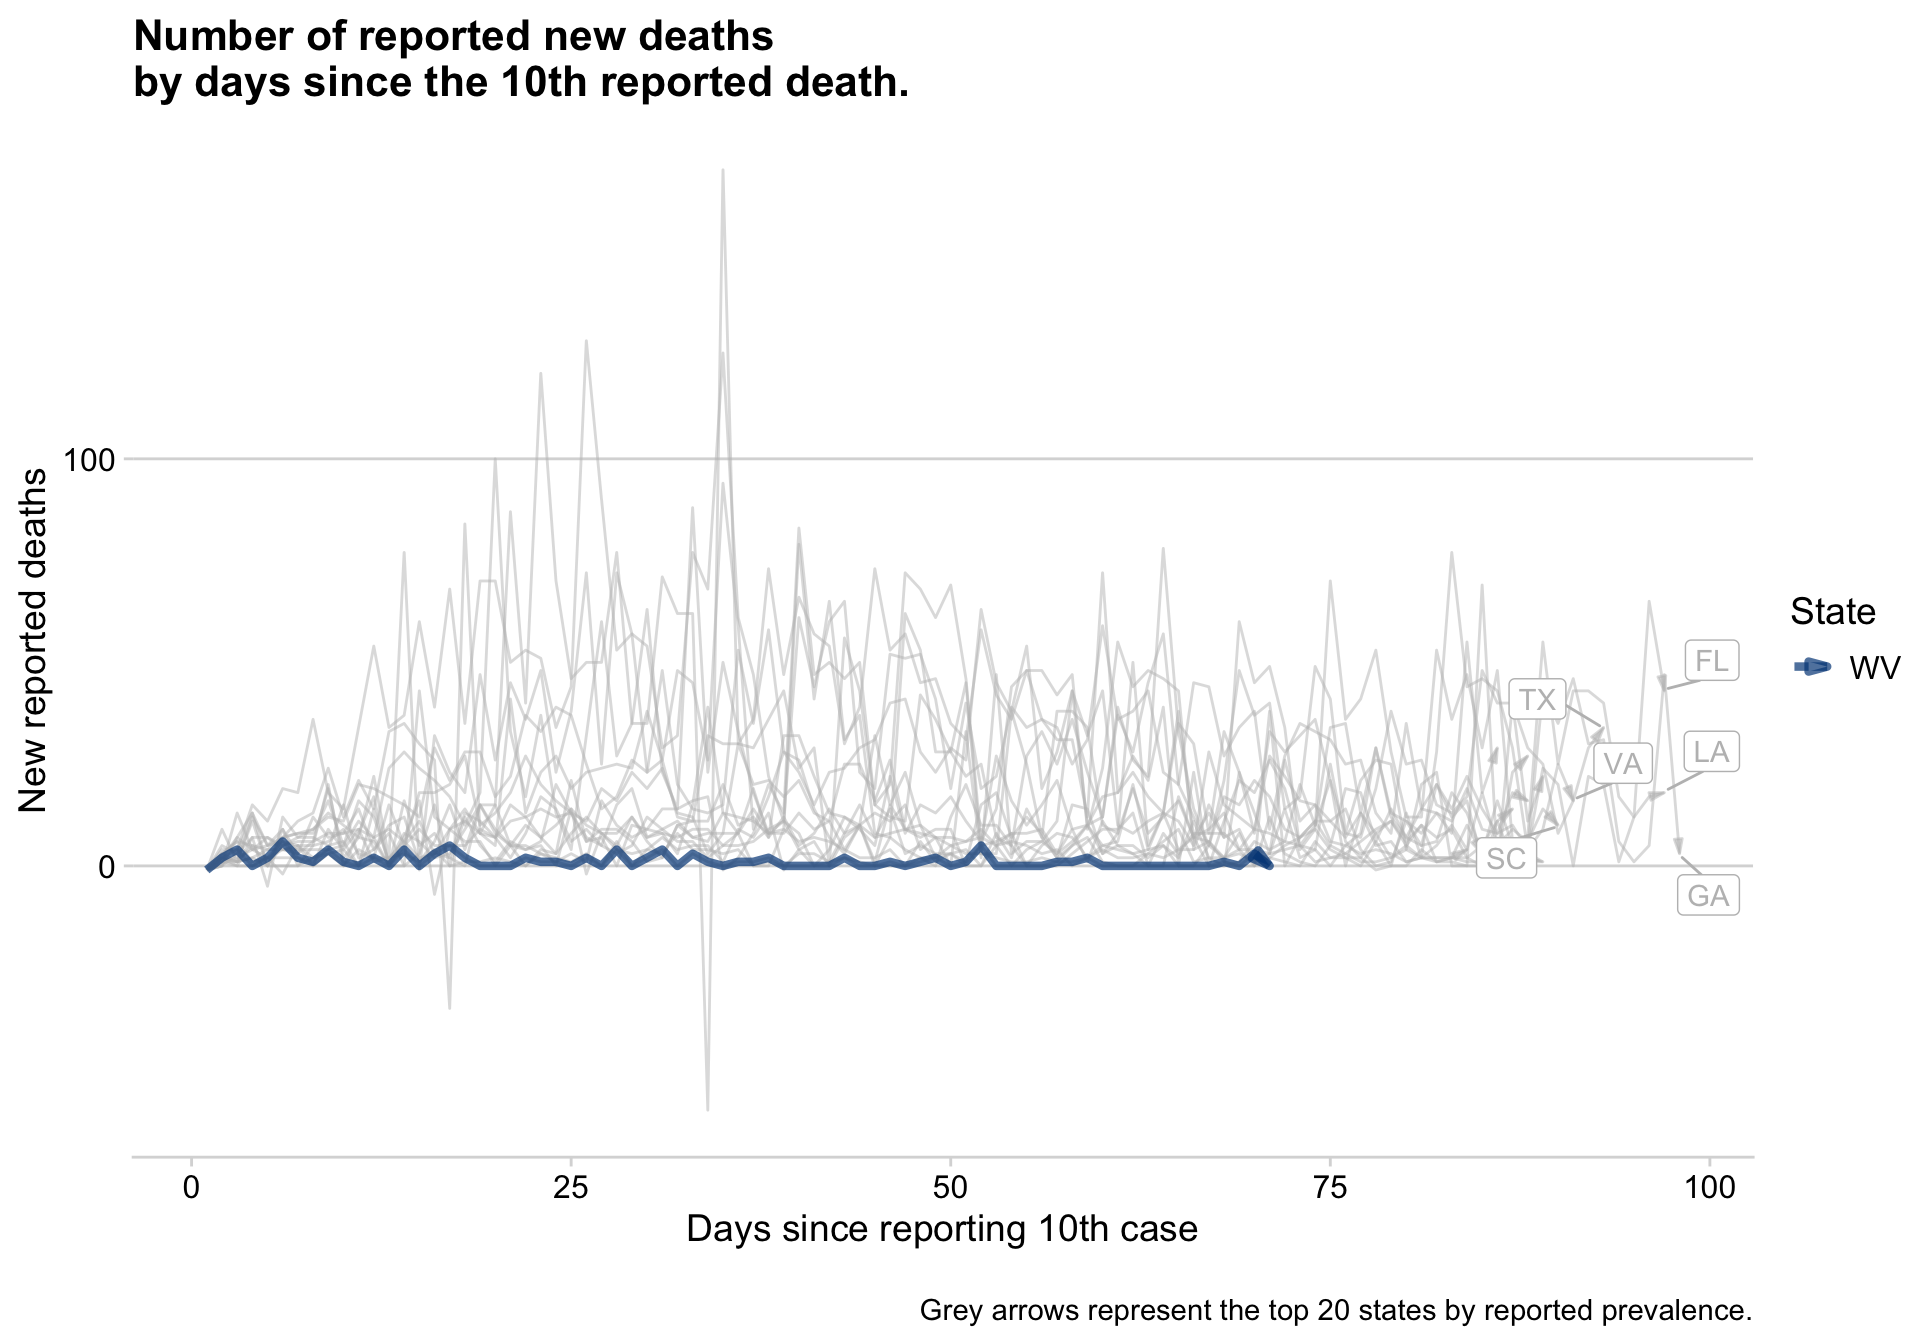 Number of reported new deaths
by days since the 10th reported death.
New reported deaths
100
0
FL
TX
LA
VA
SC
GA
State
WV
0 25 50 75 100
Days since reporting 10th case
Grey arrows represent the top 20 states by reported prevalence.